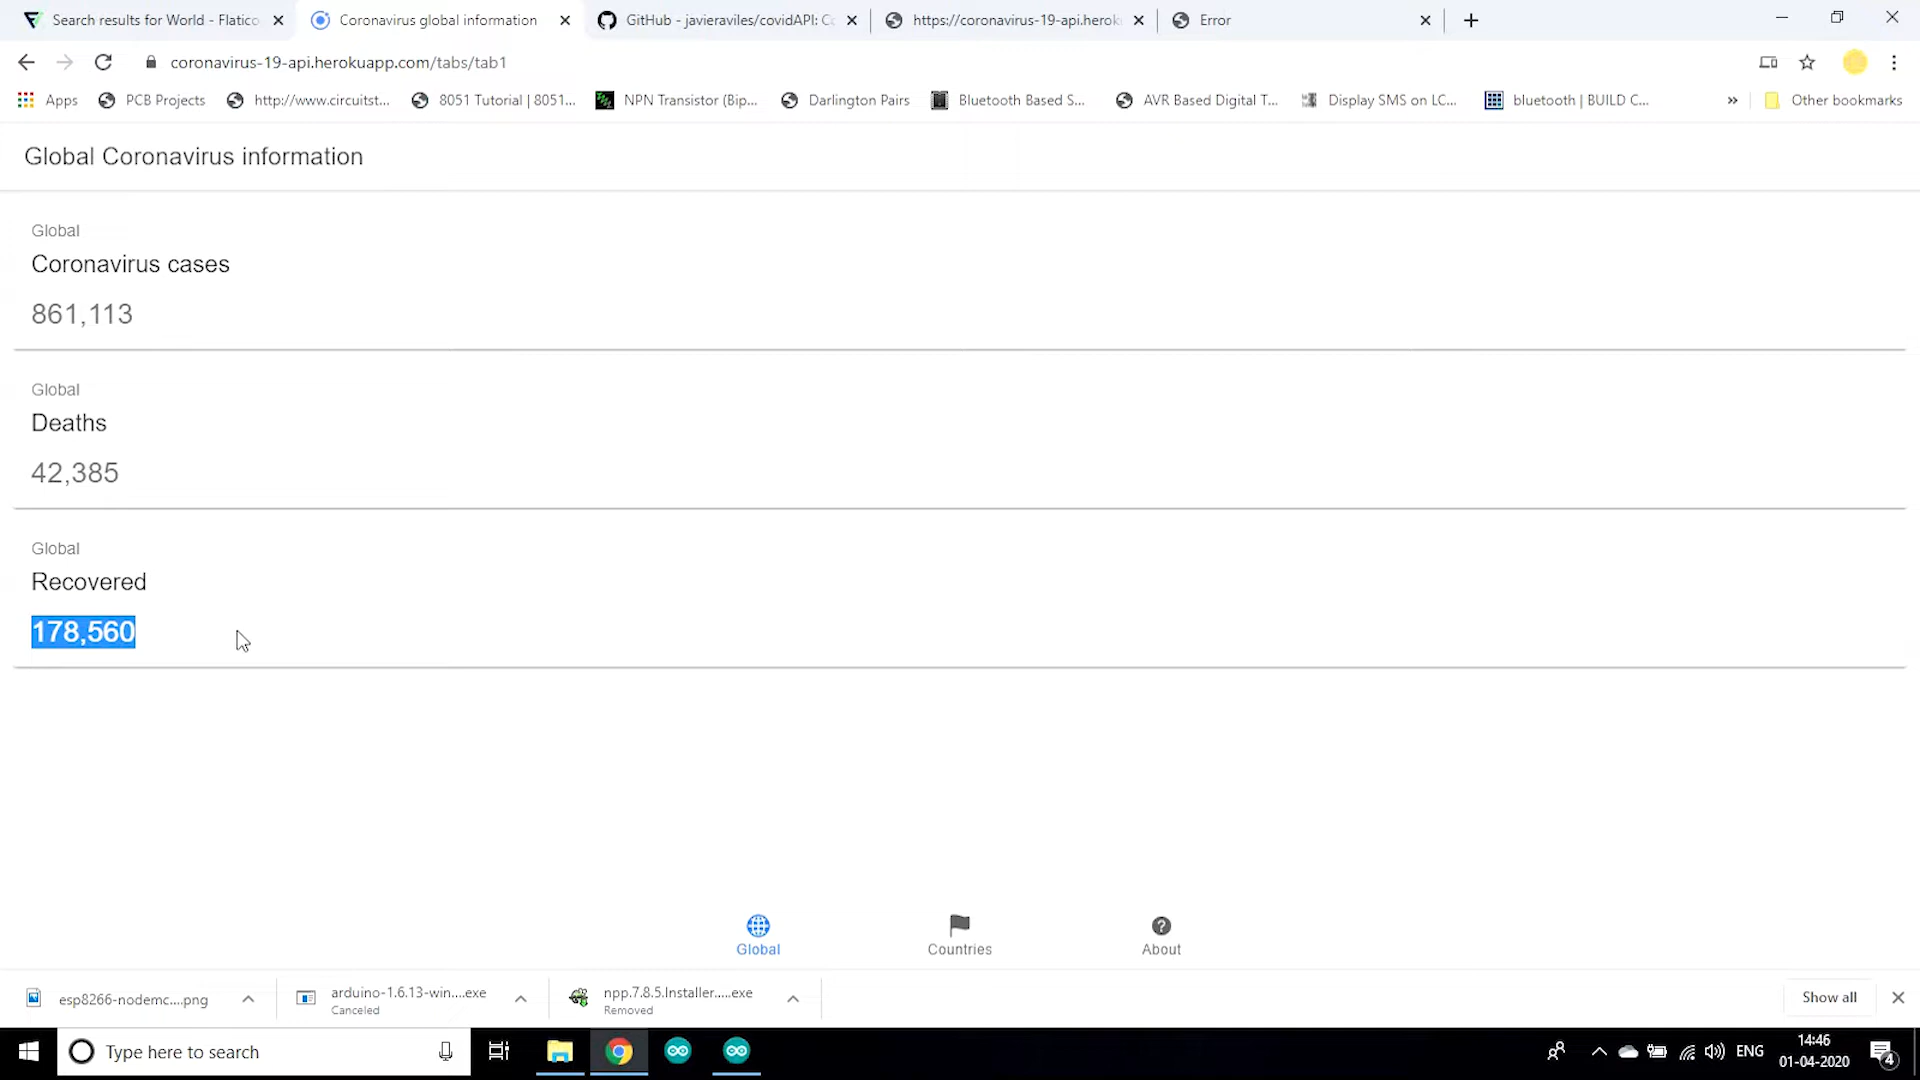 Search results for World - Flatico
Coronavirus global information
GitHub - javieraviles/covidAPI: Co
https://coronavirus-19-api.herok
Error
coronavirus-19-api.herokuapp.com/tabs/tab1
Apps
PCB Projects
http://www.circuitst...
8051 Tutorial | 8051...
NPN Transistor (Bip...
Darlington Pairs
Bluetooth Based S...
AVR Based Digital T...
Display SMS on LC...
bluetooth | BUILD C...
»
Other bookmarks
Global Coronavirus information
Global
Coronavirus cases
861,113
Global
Deaths
42,385
Global
Recovered
178,560
Global
Countries
About
esp8266-nodemc....png
arduino-1.6.13-win....exe
Canceled
npp.7.8.5.Installer.....exe
Removed
Show all
Type here to search
ENG
14:46
01-04-2020
4